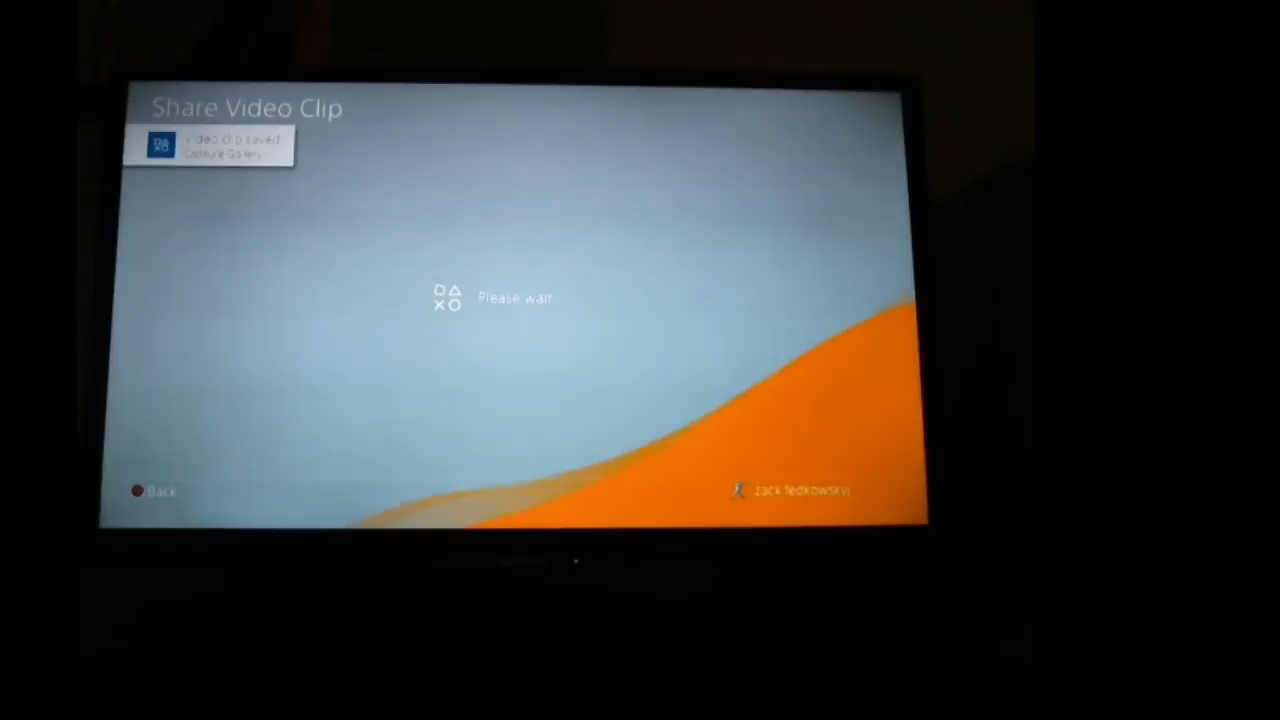 Share Video Clip
Video clip saved
Capture Gallery
Please wait
Back
zack fedkowskyj